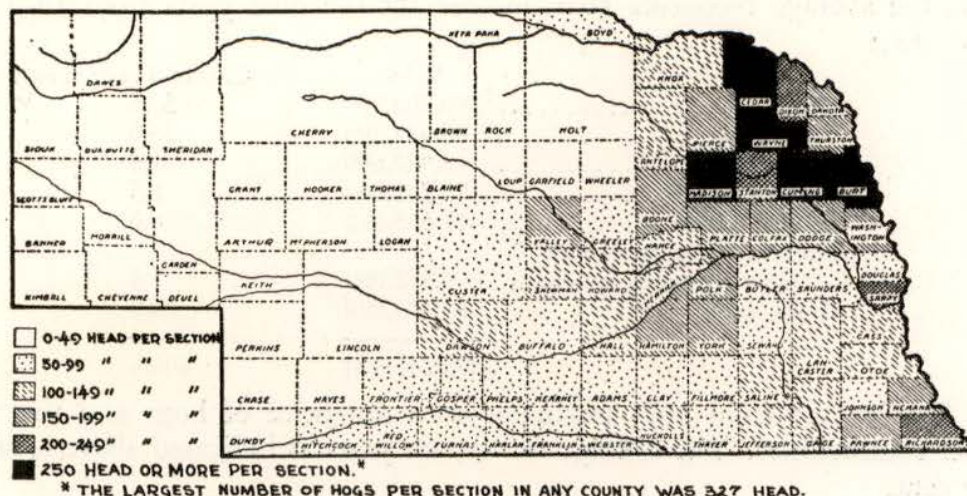 KEYA PAHA BOYD
DAWES KNOX
CEDAR DIXON DAKOTA
SIOUX BOX BUTTE SHERIDAN CHERRY BROWN ROCK HOLT ANTELOPE PIERCE WAYNE THURSTON
GRANT HOOKER THOMAS BLAINE LOUP GARFIELD WHEELER MADISON STANTON CUMING BURT
SCOTTS BLUFF
BANNER MORRILL ARTHUR McPHERSON LOGAN VALLEY GREELEY BOONE NANCE PLATTE COLFAX DODGE WASH-
INGTON
GARDEN DOUGLAS
KIMBALL CHEYENNE DEUEL KEITH CUSTER SHERMAN HOWARD MERRICK POLK BUTLER SAUNDERS SARPY
PERKINS LINCOLN DAWSON BUFFALO HALL HAMILTON YORK SEWARD CASS
LAN
CASTER OTOE
CHASE HAYES FRONTIER GOSPER PHELPS KEARNEY ADAMS CLAY FILLMORE SALINE JOHNSON NEMAHA
DUNDY HITCHCOCK RED
WILLOW FURNAS HARLAN FRANKLIN WEBSTER NUCKOLLS THAYER JEFFERSON GAGE PAWNEE RICHARDSON
0-49 HEAD PER SECTION
50-99 " " "
100-149 " " "
150-199 " " "
200-249 " " "
250 HEAD OR MORE PER SECTION.*
* THE LARGEST NUMBER OF HOGS PER SECTION IN ANY COUNTY WAS 327 HEAD.